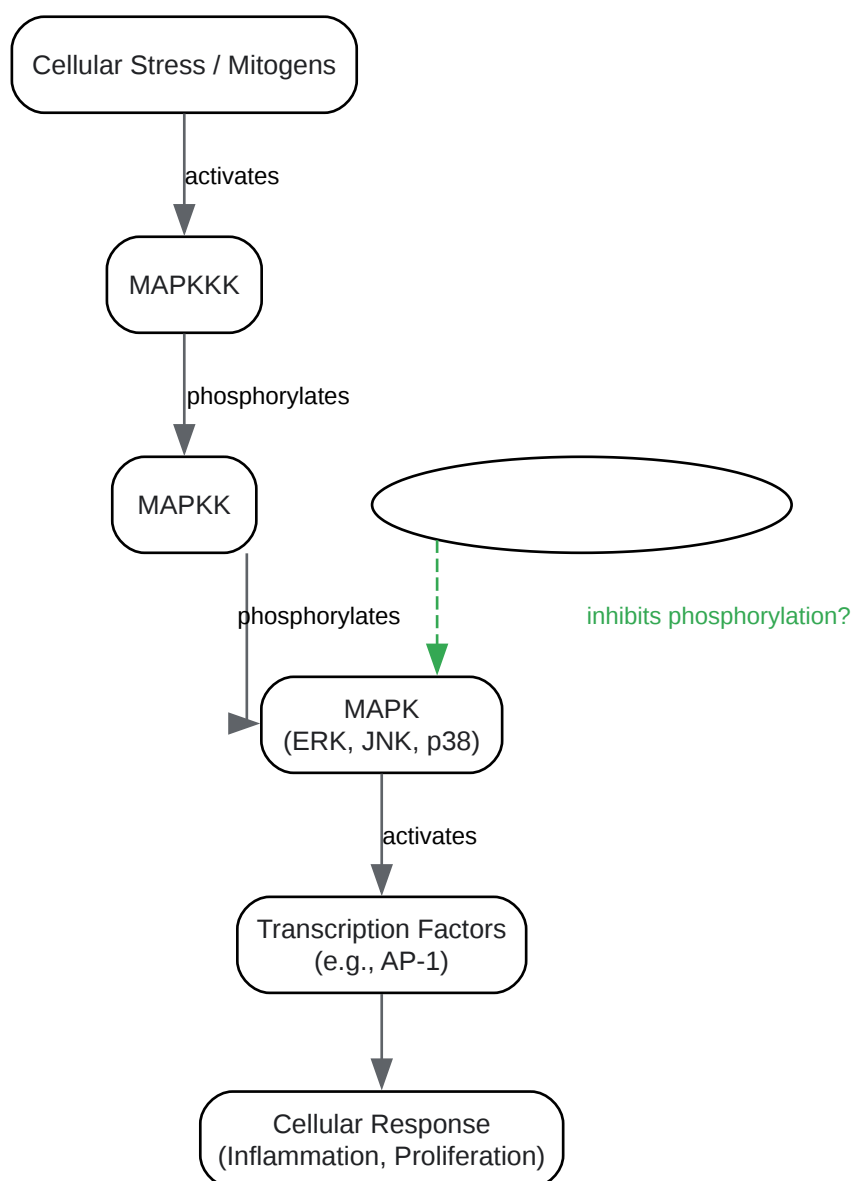 Cellular Stress / Mitogens
activates
MAPKKK
phosphorylates
MAPKK
phosphorylates
inhibits phosphorylation?
MAPK
(ERK, JNK, p38)
activates
Transcription Factors
(e.g., AP-1)
Cellular Response
(Inflammation, Proliferation)